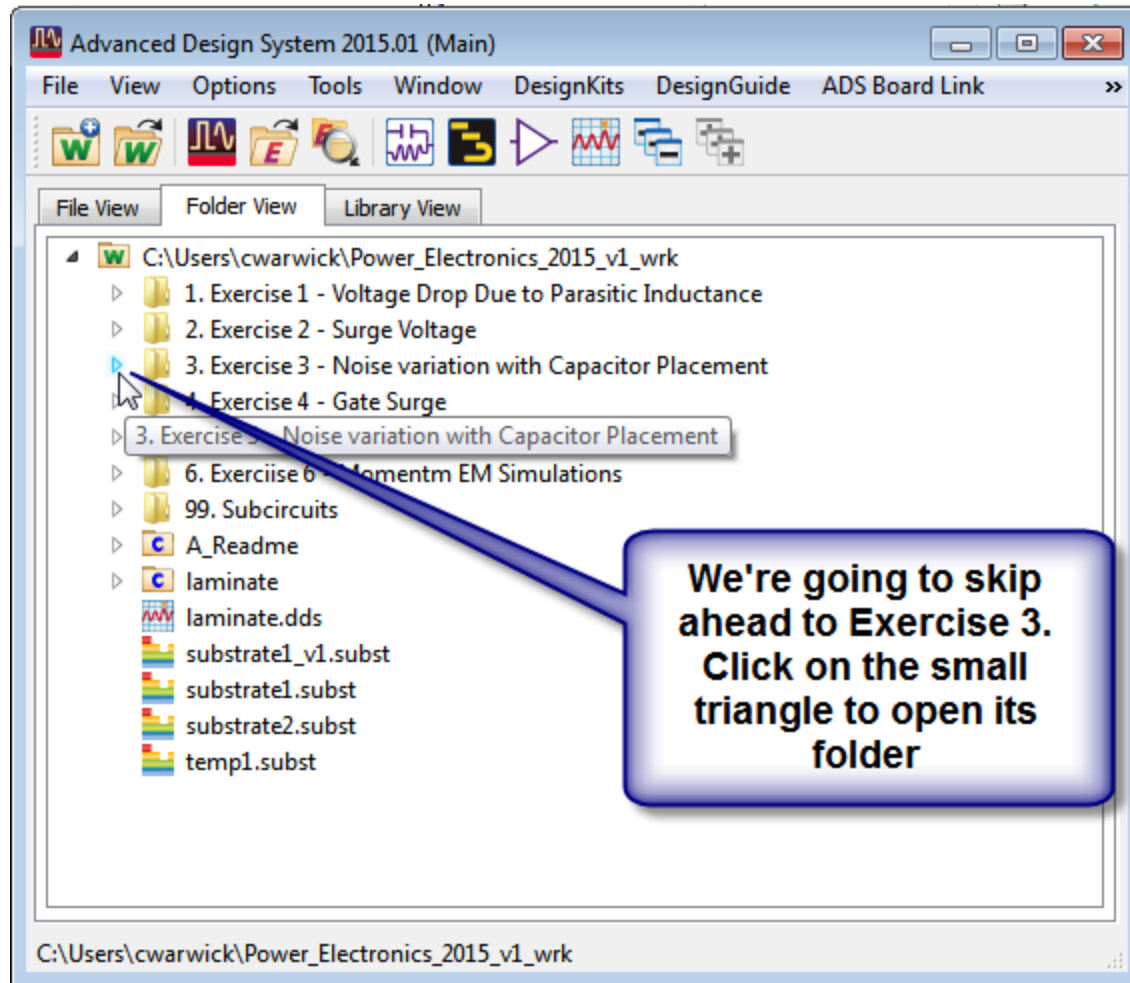 Advanced Design System 2015.01 (Main)
File View Options Tools Window DesignKits DesignGuide ADS Board Link »
File View Folder View Library View
C:\Users\cwarwick\Power_Electronics_2015_v1_wrk
1. Exercise 1 - Voltage Drop Due to Parasitic Inductance
2. Exercise 2 - Surge Voltage
3. Exercise 3 - Noise variation with Capacitor Placement
4. Exercise 4 - Gate Surge
3. Exercise 3 - Noise variation with Capacitor Placement
6. Exerciise 6 - Momentm EM Simulations
99. Subcircuits
A_Readme
laminate
laminate.dds
substrate1_v1.subst
substrate1.subst
substrate2.subst
temp1.subst
We're going to skip
ahead to Exercise 3.
Click on the small
triangle to open its
folder
C:\Users\cwarwick\Power_Electronics_2015_v1_wrk